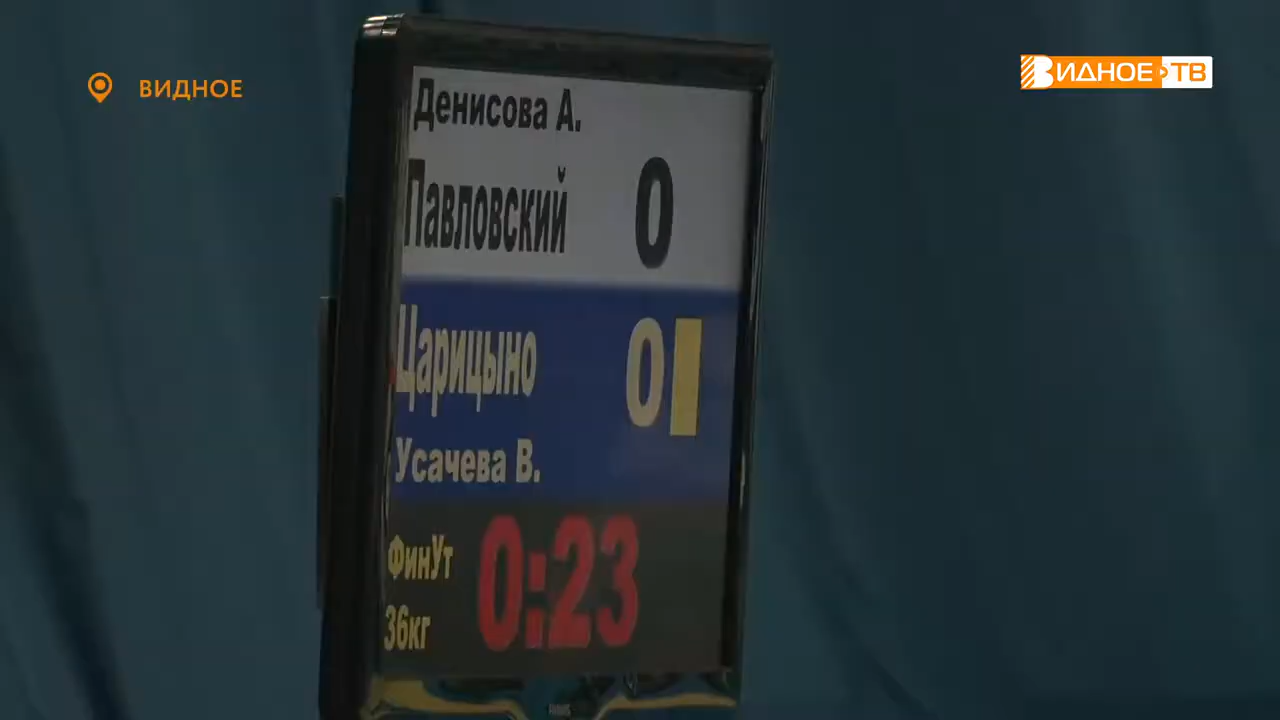 ВИДНОЕ
ВИДНОЕ ТВ
Денисова А.
Павловский 0
Царицыно 0
Усачева В.
ФинУт 0:23
36кг